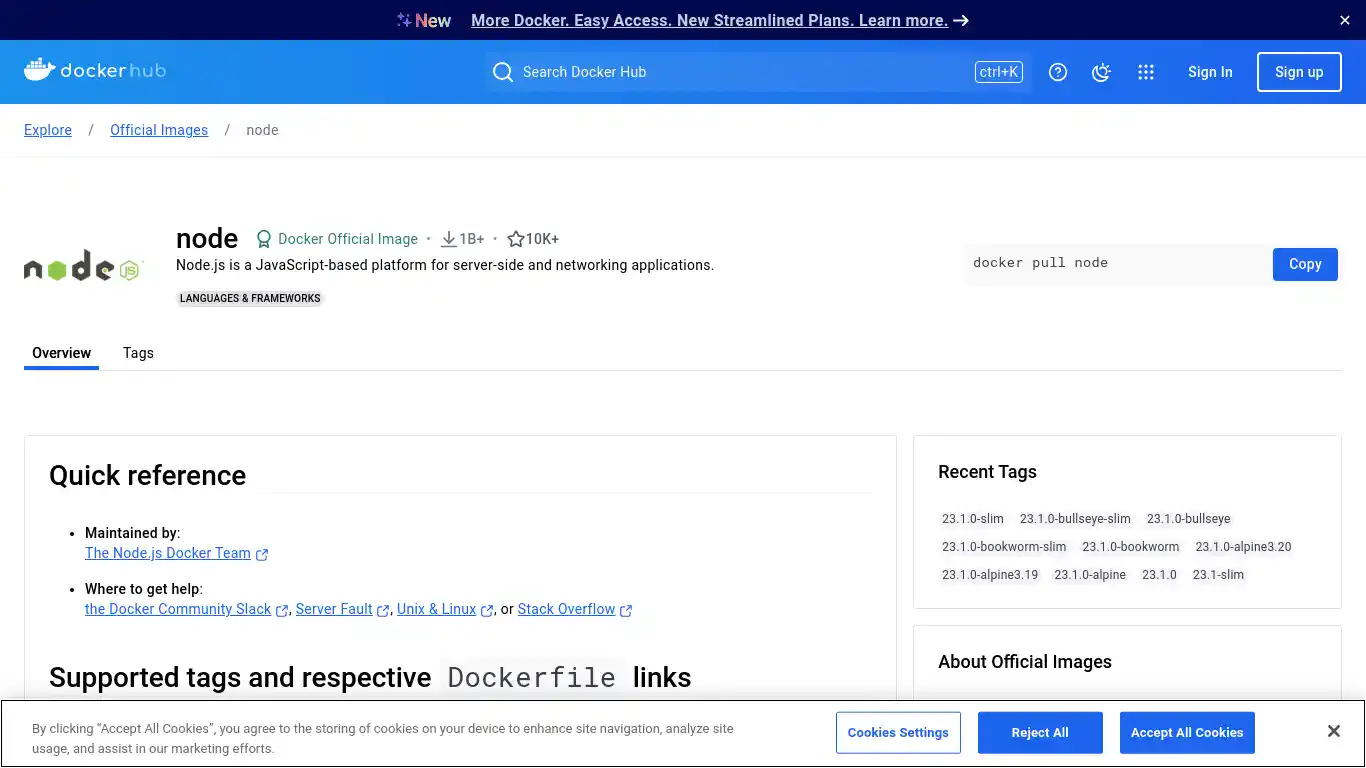 New More Docker. Easy Access. New Streamlined Plans. Learn more.
docker hub
Search Docker Hub
ctrl+K
Sign In
Sign up
Explore / Official Images / node
node
node Docker Official Image • 1B+ • 10K+
Node.js is a JavaScript-based platform for server-side and networking applications.
LANGUAGES & FRAMEWORKS
docker pull node
Copy
Overview
Tags
Quick reference
• Maintained by:
The Node.js Docker Team
• Where to get help:
the Docker Community Slack, Server Fault, Unix & Linux, or Stack Overflow
Supported tags and respective Dockerfile links
Recent Tags
23.1.0-slim 23.1.0-bullseye-slim 23.1.0-bullseye
23.1.0-bookworm-slim 23.1.0-bookworm 23.1.0-alpine3.20
23.1.0-alpine3.19 23.1.0-alpine 23.1.0 23.1-slim
About Official Images
By clicking “Accept All Cookies”, you agree to the storing of cookies on your device to enhance site navigation, analyze site
usage, and assist in our marketing efforts.
Cookies Settings
Reject All
Accept All Cookies